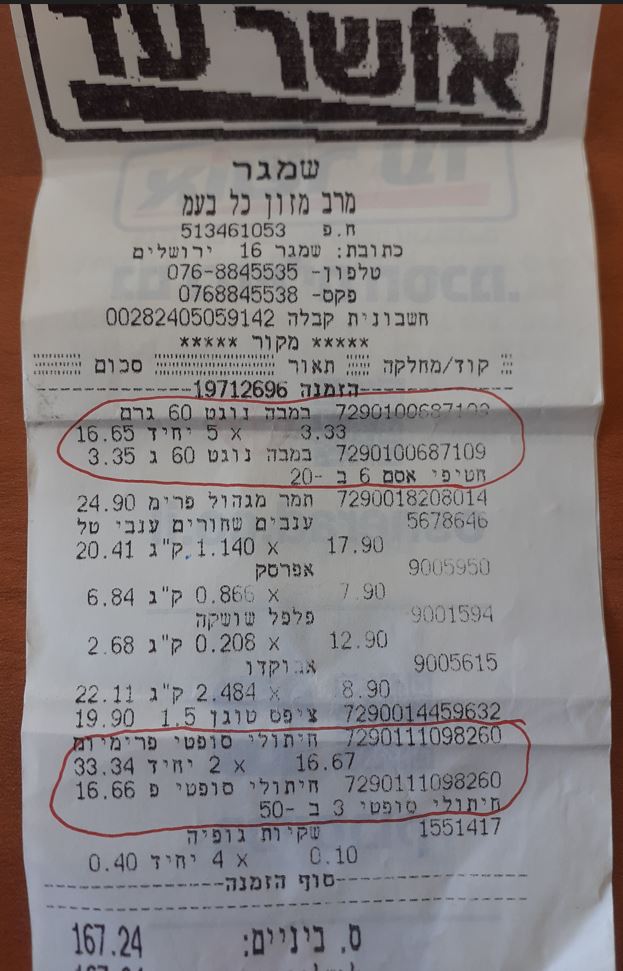 אושר עד
שמגר
מרב מזון כל בעמ
ח.פ 513461053
כתובת: שמגר 16 ירושלים
טלפון- 076-8845535
פקס- 0768845538
חשבונית קבלה 00282405059142
***** מקור *****
קוד/מחלקה תאור סכום
הזמנה 19712696
7290100687109 במבה נוגט 60 גרם
3.33 x 5 יחיד 16.65
7290100687109 במבה נוגט 60 ג 3.35
חטיפי אסם 6 ב -20
7290018208014 תמר מגהול פרימ 24.90
5678646 ענבים שחורים ענבי טל
17.90 x 1.140 ק"ג 20.41
9005950 אפרסק
7.90 x 0.866 ק"ג 6.84
9001594 פלפל שושקה
12.90 x 0.208 ק"ג 2.68
9005615 אבוקדו
8.90 x 2.484 ק"ג 22.11
7290014459632 ציפס טוגן 1.5 19.90
7290111098260 חיתולי סופטי פרימיום
16.67 x 2 יחיד 33.34
7290111098260 חיתולי סופטי פ 16.66
חיתולי סופטי 3 ב -50
1551417 שקיות גופיה
0.10 x 4 יחיד 0.40
סוף הזמנה
ס. ביניים: 167.24